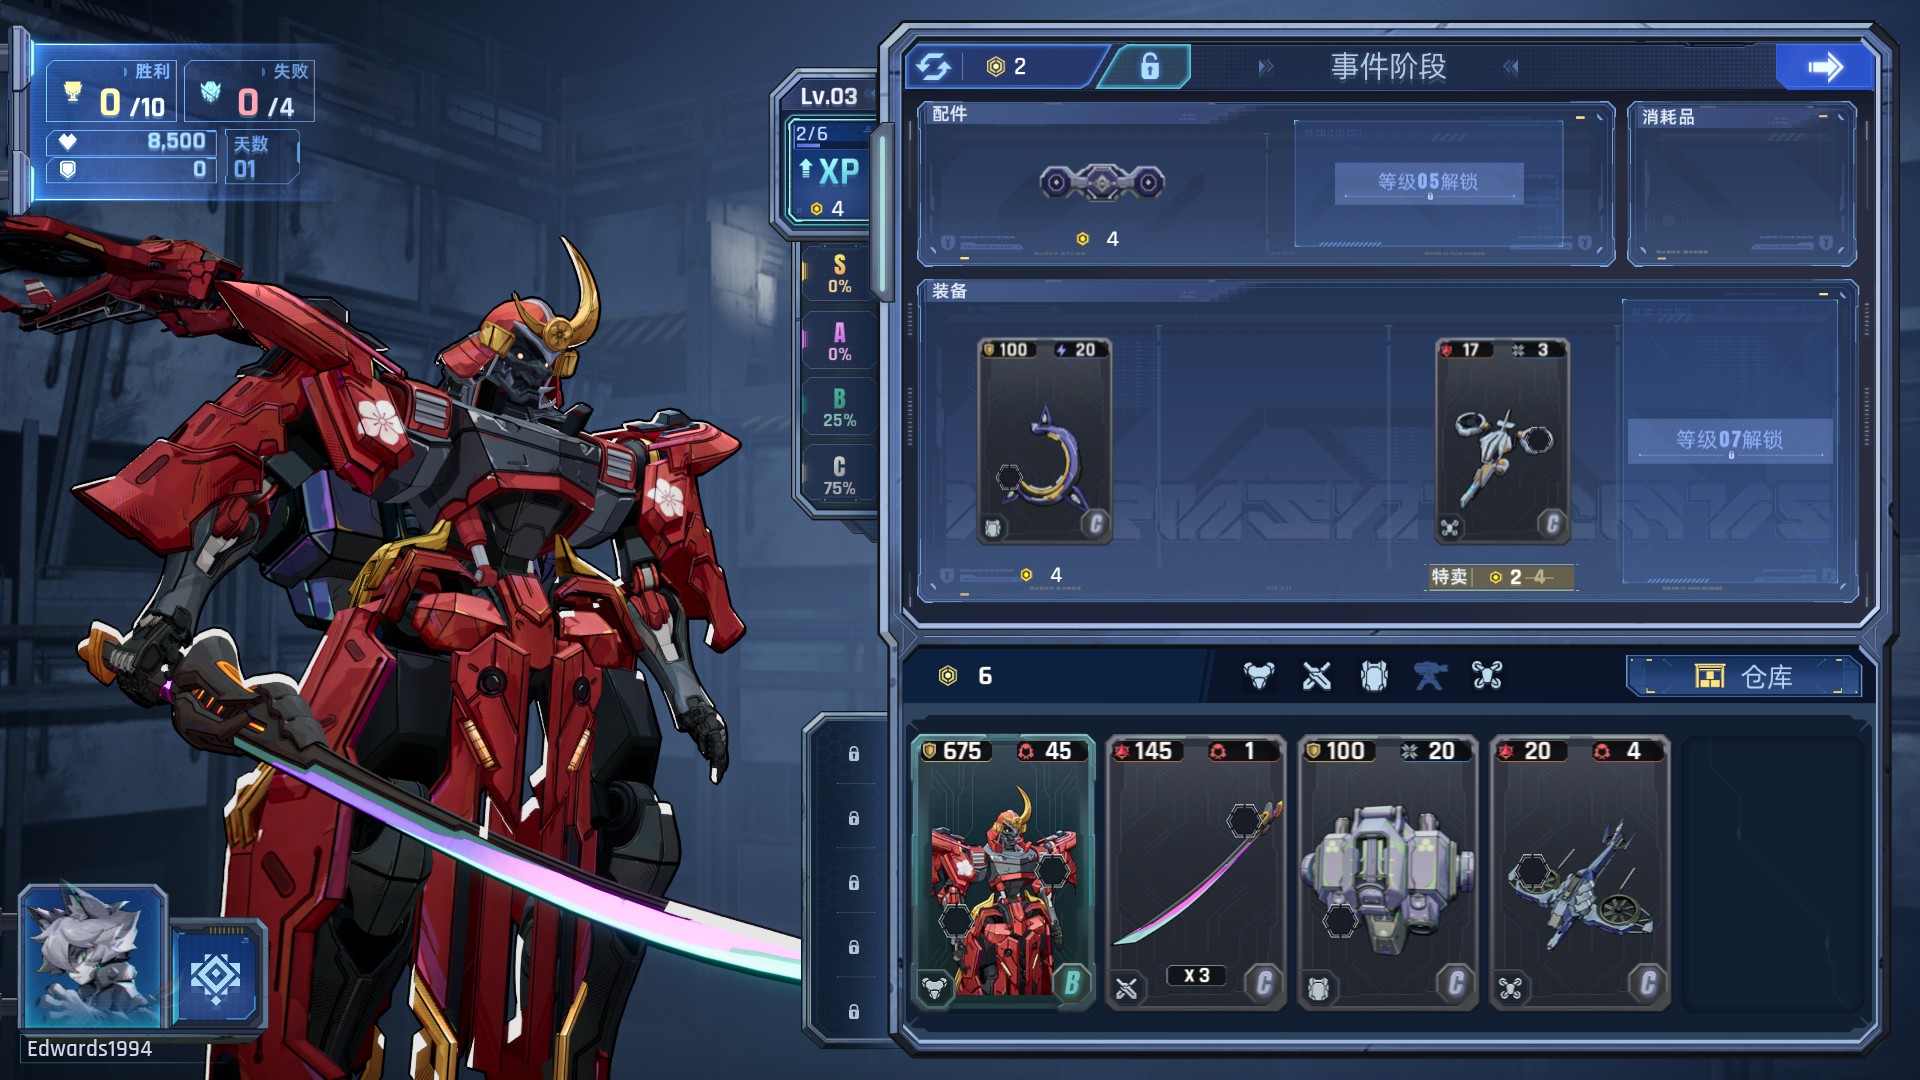 胜利
0 /10
失败
0 /4
8,500
0
天数
01
Lv.03
2/6
XP
4
S
0%
A
0%
B
25%
C
75%
2
事件阶段
配件
4
等级05解锁
消耗品
装备
100 20
C
4
17 3
C
特卖 2 4
等级07解锁
6
仓库
675 45
B
145 1
X3
C
100 20
C
20 4
C
Edwards1994